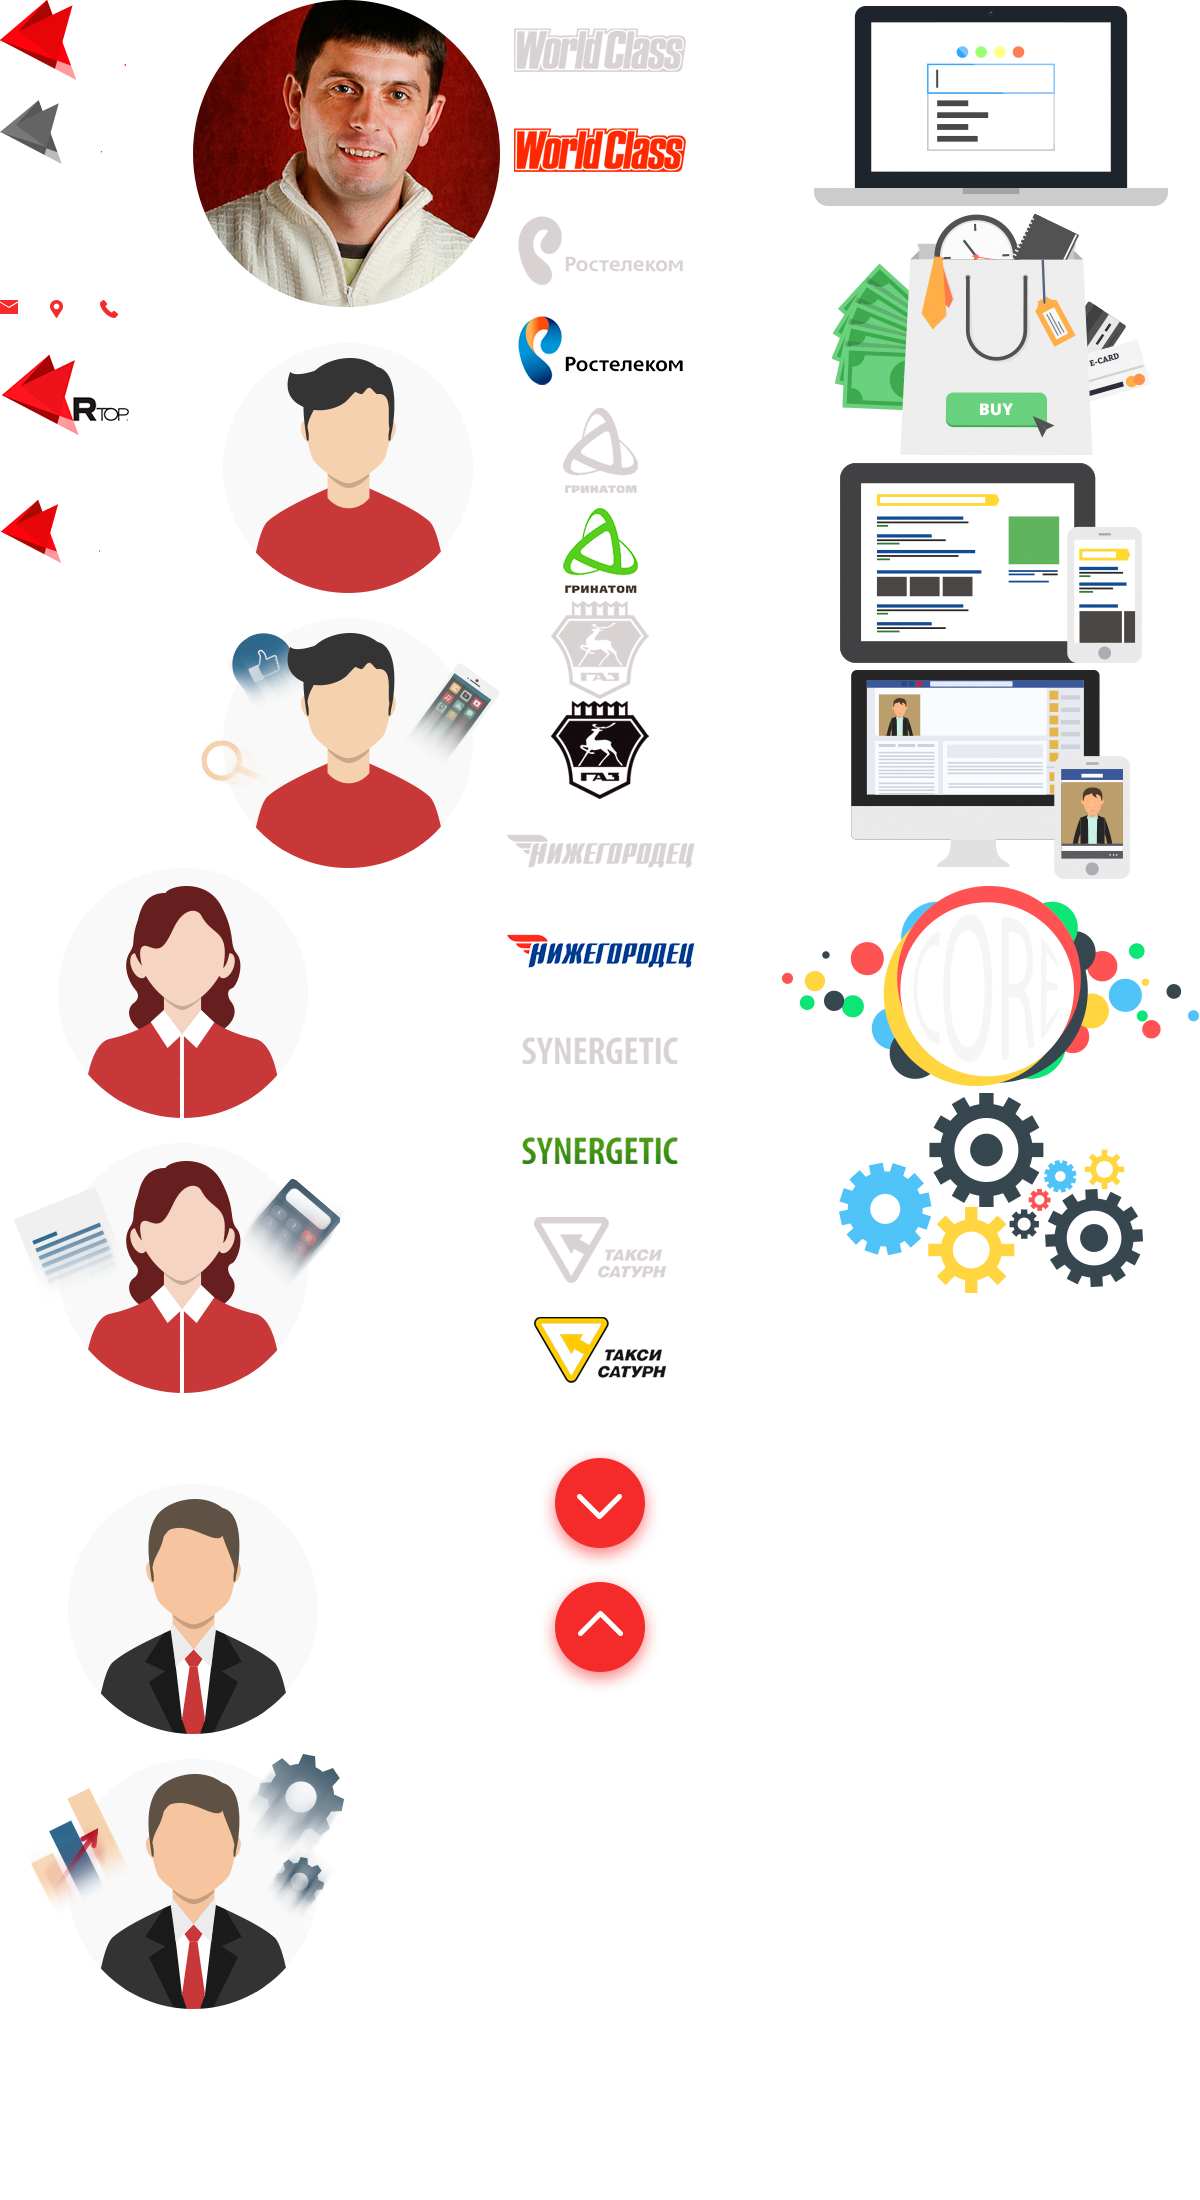 World Class
World Class
Ростелеком
Ростелеком
RTOP
ГРИНАТОМ
ГРИНАТОМ
ГАЗ
ГАЗ
НИЖЕГОРОДЕЦ
НИЖЕГОРОДЕЦ
SYNERGETIC
SYNERGETIC
ТАКСИ
САТУРН
ТАКСИ
САТУРН
E-CARD
BUY
CORE